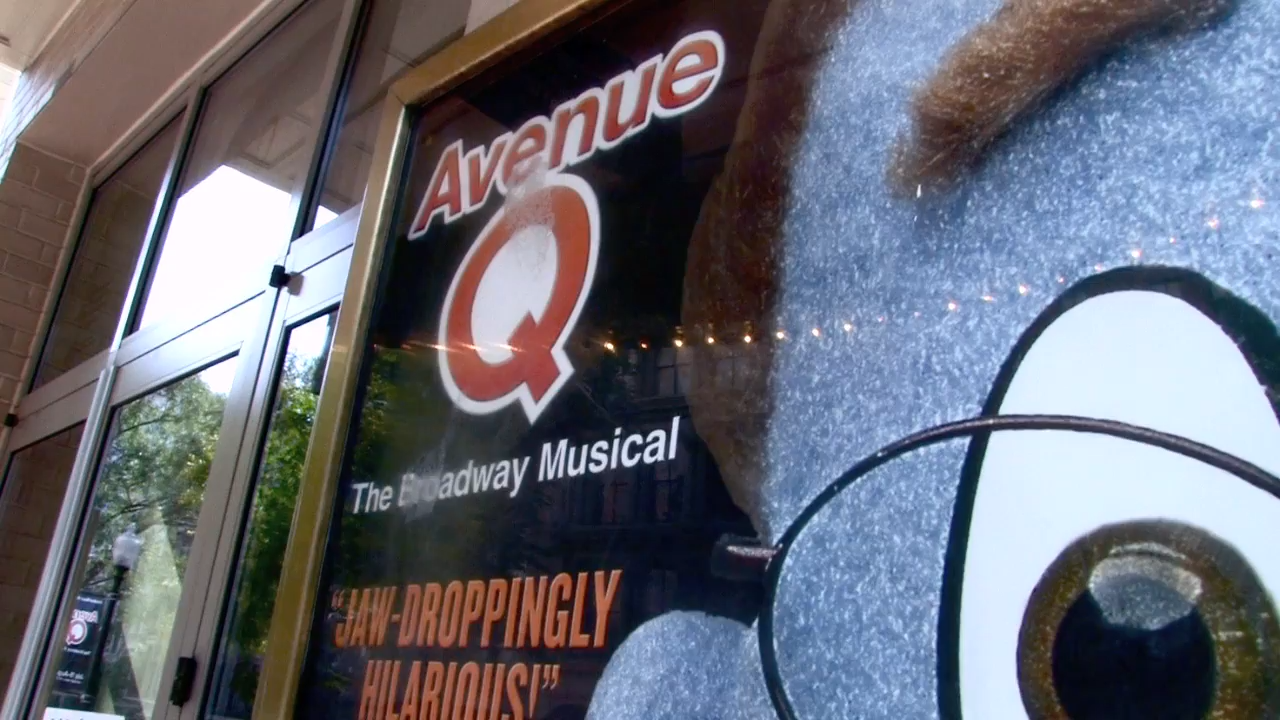 Avenue
Q
The Broadway Musical
“JAW-DROPPINGLY
HILARIOUS!”